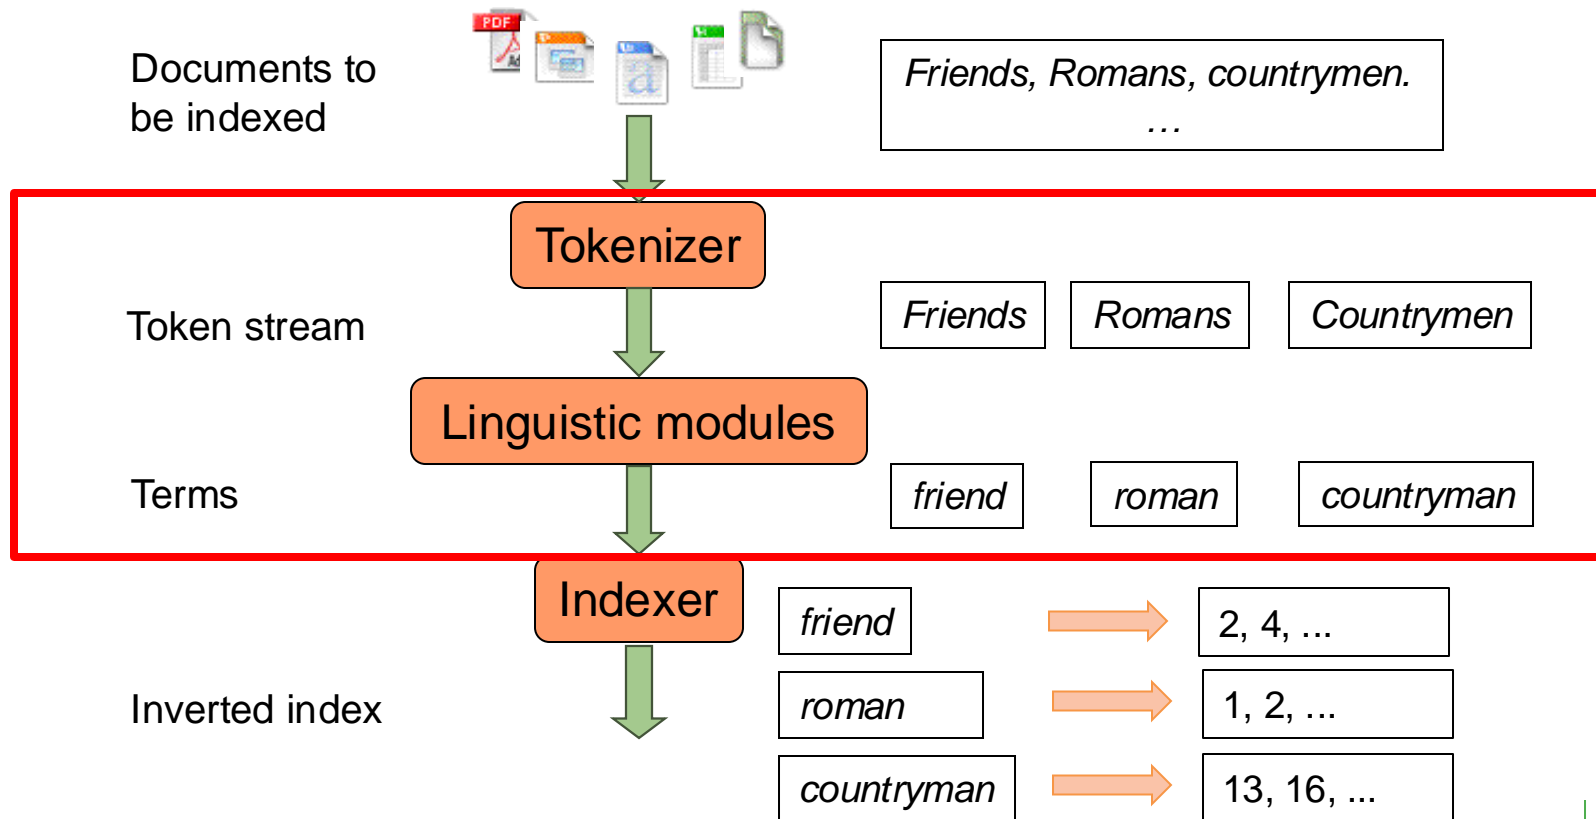 PDF
Documents to
be indexed
Friends, Romans, countrymen.
…
Tokenizer
Token stream
Friends
Romans
Countrymen
Linguistic modules
Terms
friend
roman
countryman
Indexer
friend
2, 4, ...
Inverted index
roman
1, 2, ...
countryman
13, 16, ...